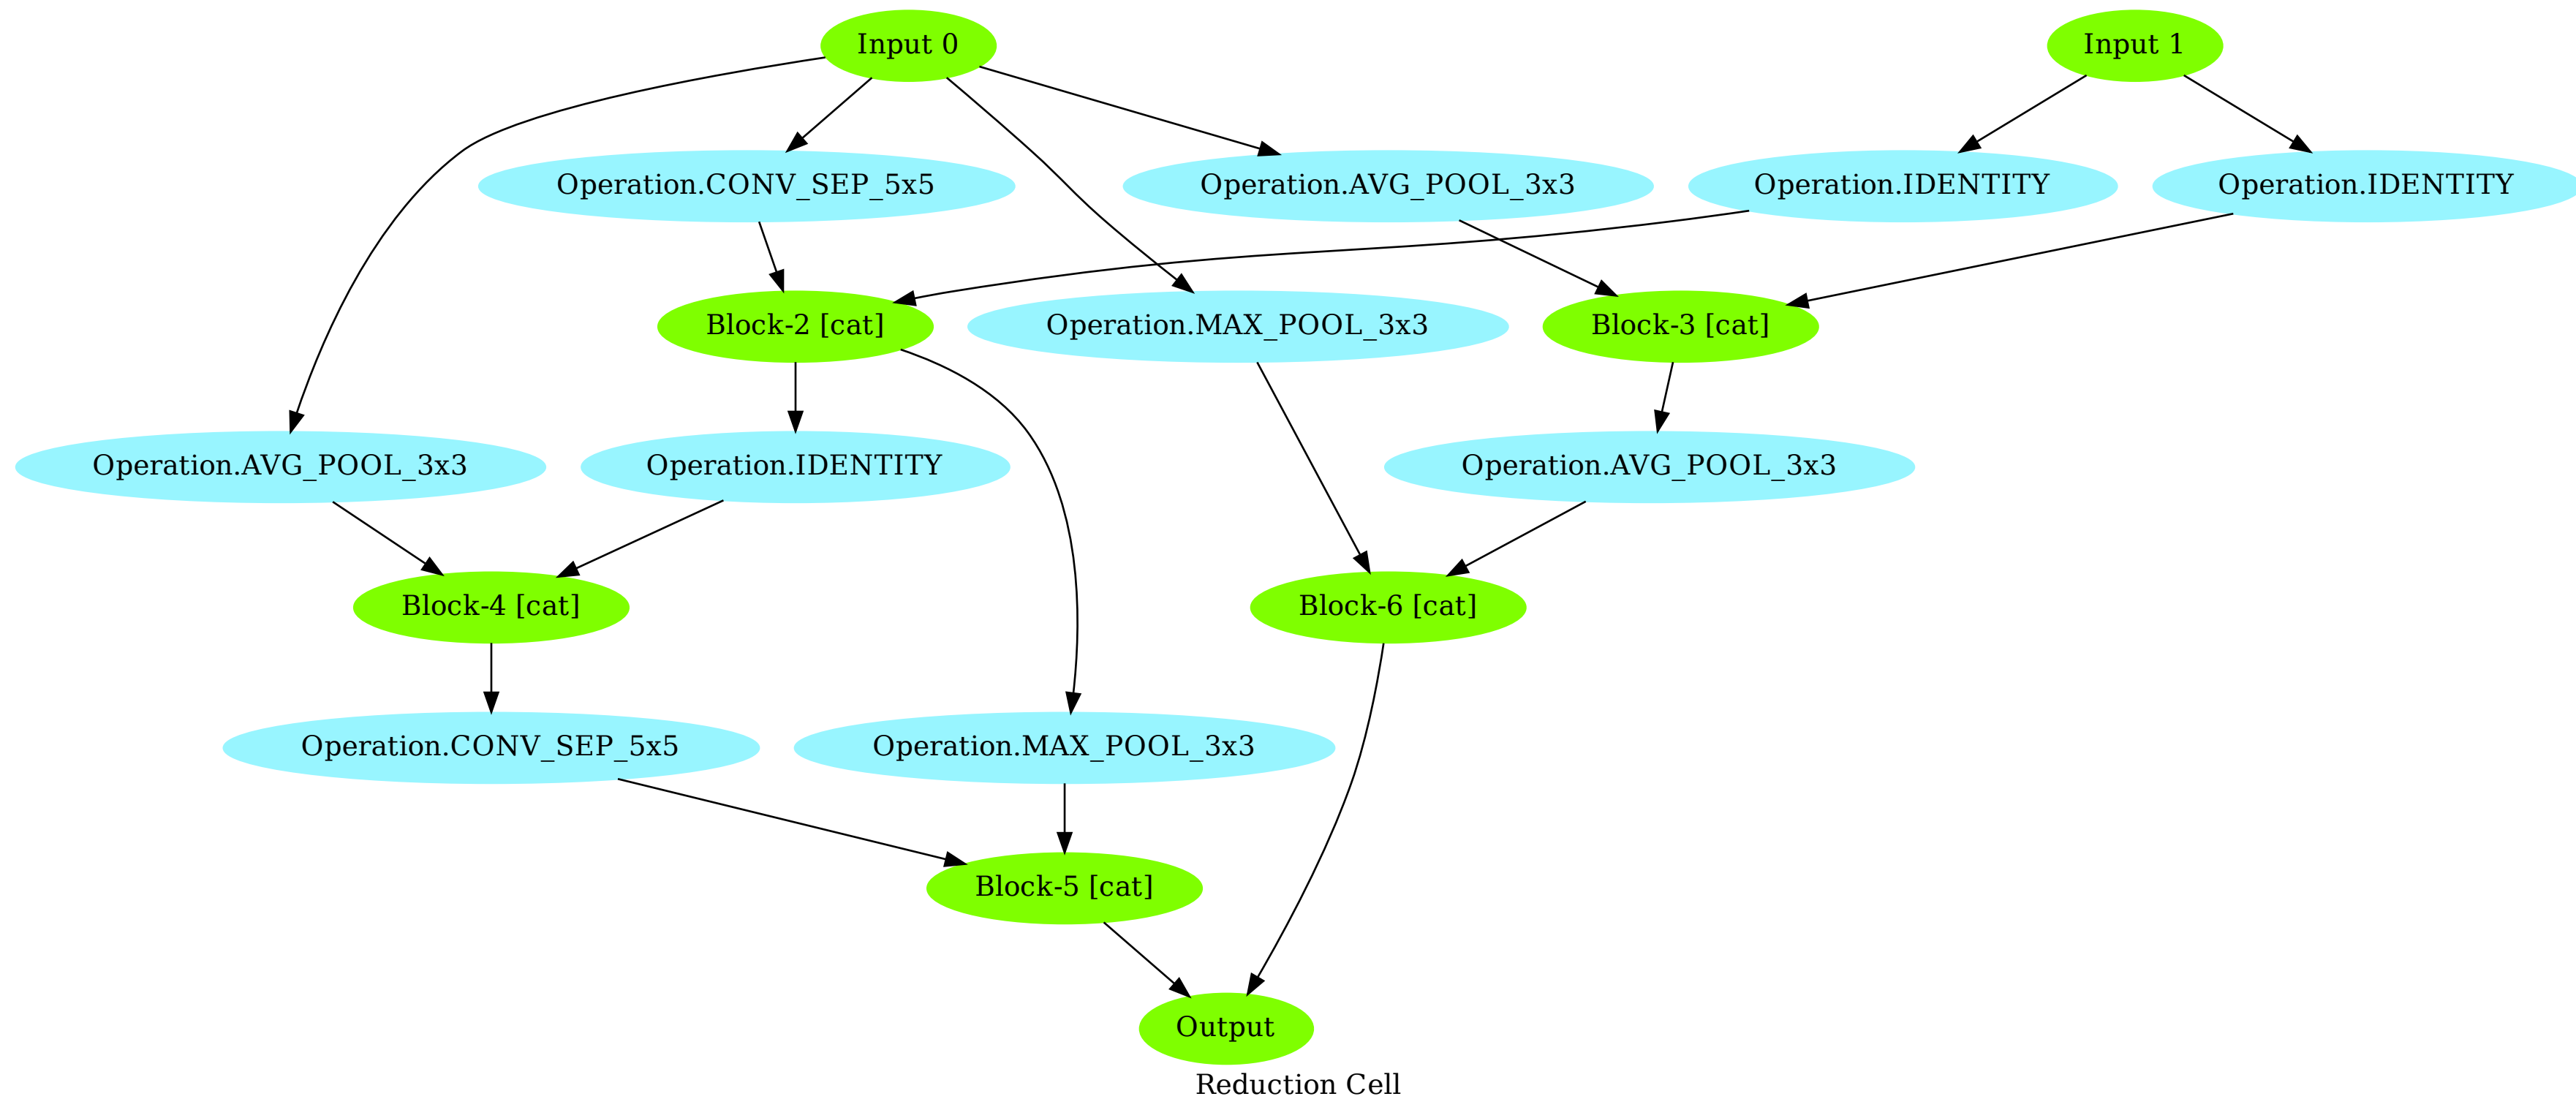 Input 0
Input 1
Operation.CONV_SEP_5x5
Operation.AVG_POOL_3x3
Operation.IDENTITY
Operation.IDENTITY
Block-2 [cat]
Operation.MAX_POOL_3x3
Block-3 [cat]
Operation.AVG_POOL_3x3
Operation.IDENTITY
Operation.AVG_POOL_3x3
Block-4 [cat]
Block-6 [cat]
Operation.CONV_SEP_5x5
Operation.MAX_POOL_3x3
Block-5 [cat]
Output
Reduction Cell